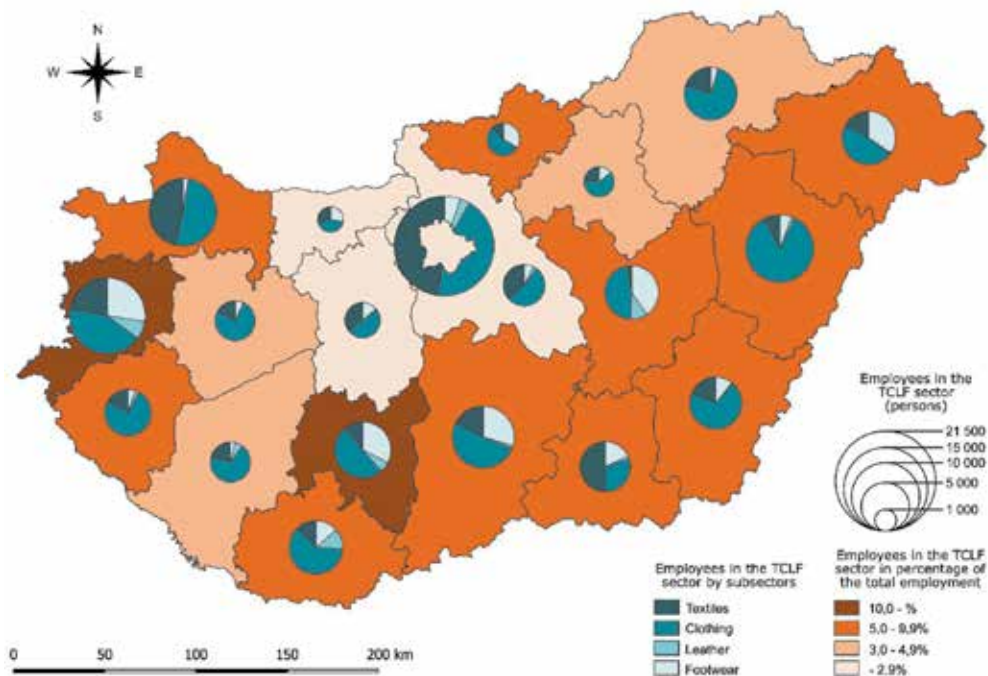 N
W
E
S
Employees in the
TCLF sector
(persons)
21 500
15 000
10 000
5 000
1 000
Employees in the TCLF
sector by subsectors
Textiles
Clothing
Leather
Footwear
Employees in the TCLF
sector in percentage of
the total employment
10,0 - %
5,0 - 9,9%
3,0 - 4,9%
- 2.9%
0 50 100 150 200 km